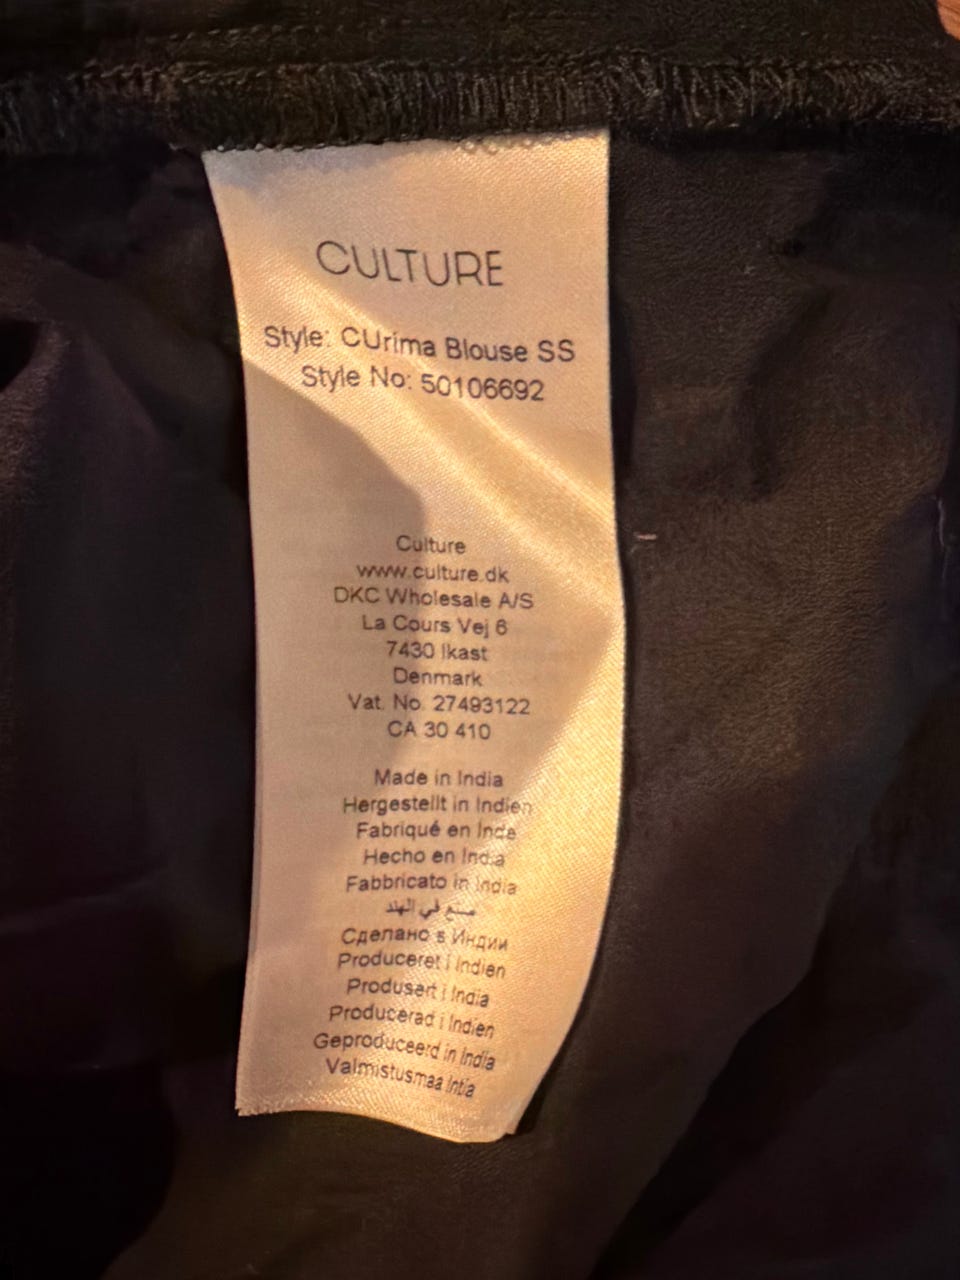 CULTURE
Style: CUrima Blouse SS
Style No: 50106692
Culture
www.culture.dk
DKC Wholesale A/S
La Cours Vej 6
7430 Ikast
Denmark
Vat. No. 27493122
CA 30 410
Made in India
Hergestellt in Indien
Fabriqué en Inde
Hecho en India
Fabbricato in India
صنع في الهند
Сделано в Индии
Produceret i Indien
Produsert i India
Producerad i Indien
Geproduceerd in India
Valmistusmaa Intia